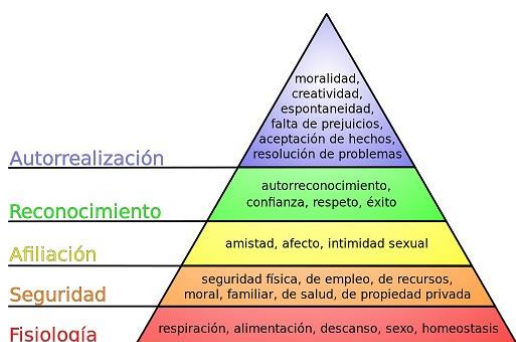 moralidad,
creatividad,
espontaneidad,
falta de prejuicios,
aceptación de hechos,
resolución de problemas
Autorrealización
autorreconocimiento,
confianza, respeto, éxito
Reconocimiento
amistad, afecto, intimidad sexual
Afiliación
seguridad física, de empleo, de recursos,
moral, familiar, de salud, de propiedad privada
Seguridad
respiración, alimentación, descanso, sexo, homeostasis
Fisiología